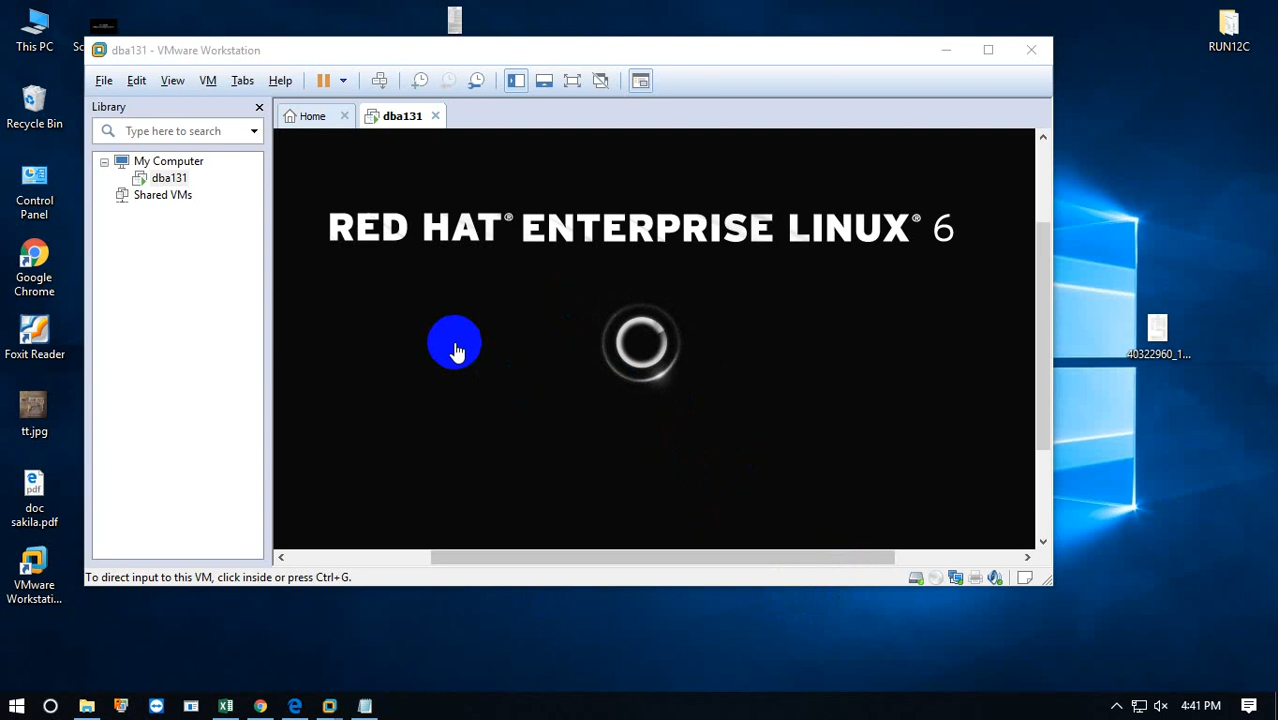 This PC
Sc
RUN12C
dba131 - VMware Workstation
File Edit View VM Tabs Help
Library
Home
dba131
Type here to search
My Computer
dba131
Shared VMs
RED HAT® ENTERPRISE LINUX® 6
Recycle Bin
Control
Panel
Google
Chrome
Foxit Reader
40322960_1...
tt.jpg
pdf
doc
sakila.pdf
VMware
Workstati...
To direct input to this VM, click inside or press Ctrl+G.
4:41 PM